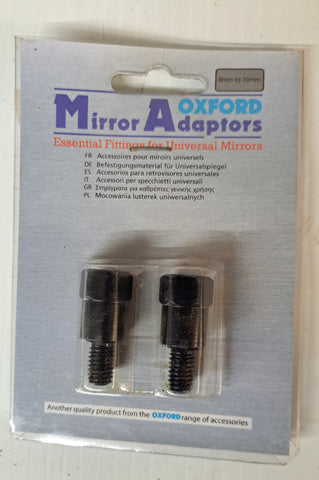 8mm to 10mm
OXFORD
Mirror Adaptors
Essential Fittings for Universal Mirrors
FR Accessoires pour miroirs universels
DE Befestigungsmaterial für Universalspiegel
ES Accesorios para retrovisores universales
IT Accessori per specchietti universali
GR Στηρίγματα για καθρέπτες γενικής χρήσης
PL Mocowania lusterek uniwersalnych
Another quality product from the OXFORD range of accessories